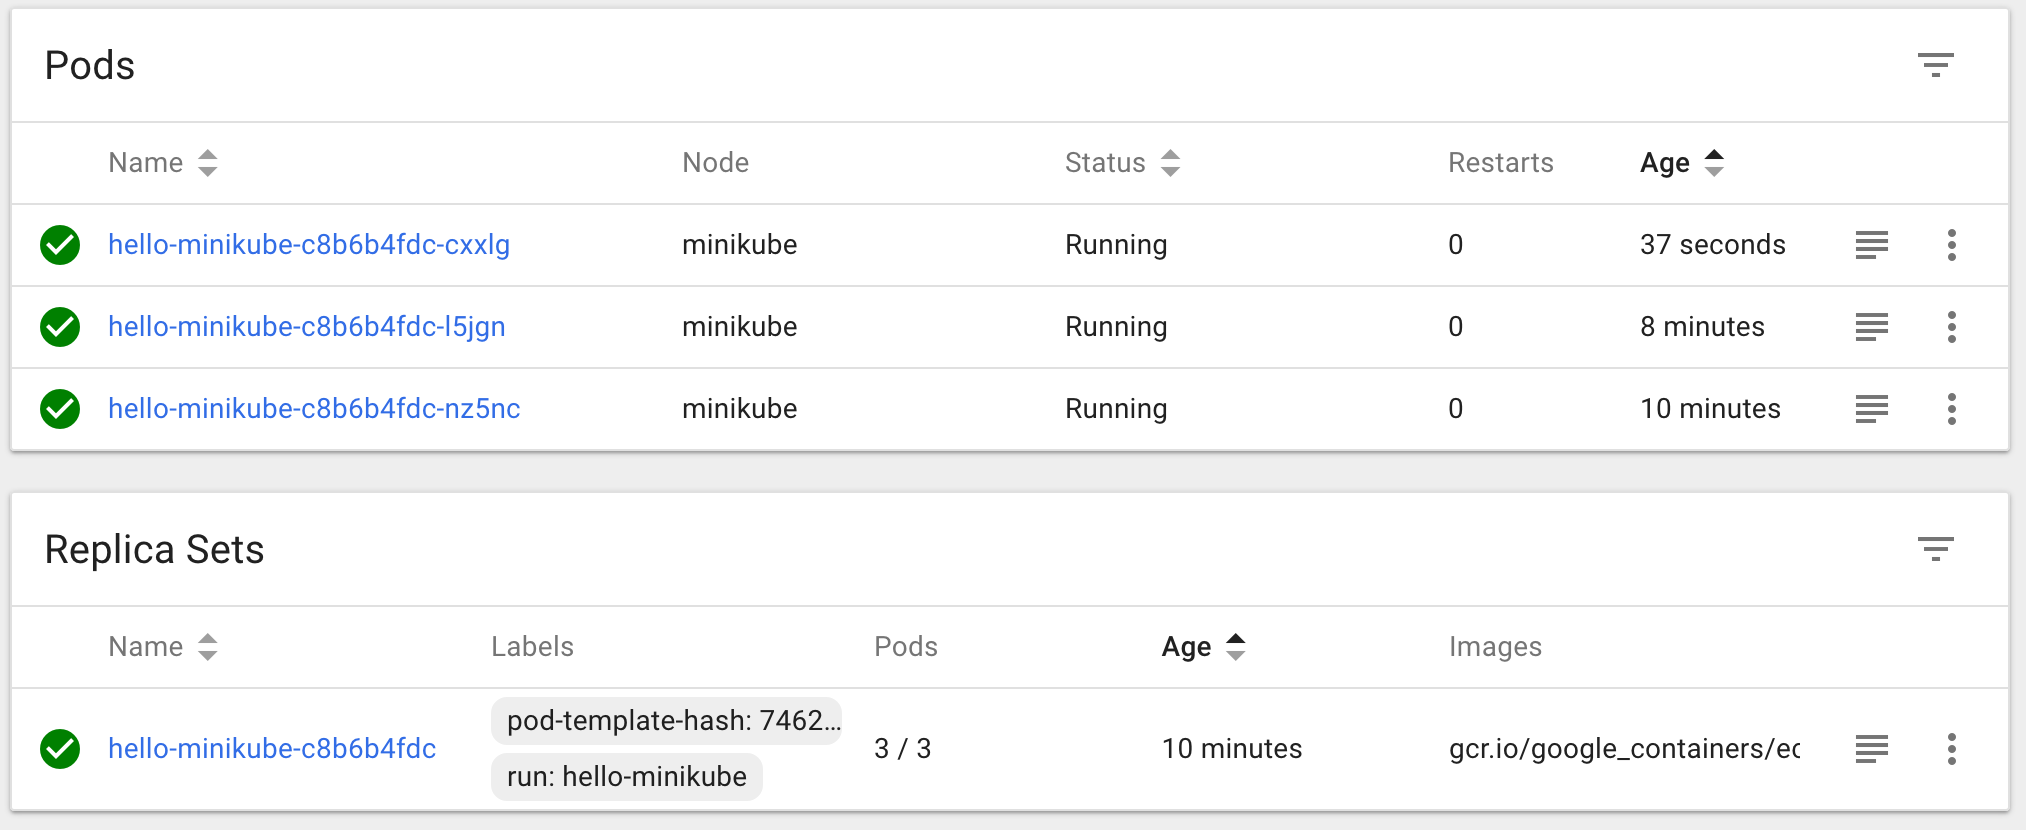 Pods
Name Node Status Restarts Age
hello-minikube-c8b6b4fdc-cxxlg minikube Running 0 37 seconds
hello-minikube-c8b6b4fdc-l5jgn minikube Running 0 8 minutes
hello-minikube-c8b6b4fdc-nz5nc minikube Running 0 10 minutes
Replica Sets
Name Labels Pods Age Images
pod-template-hash: 7462...
hello-minikube-c8b6b4fdc 3 / 3 10 minutes gcr.io/google_containers/ec
run: hello-minikube